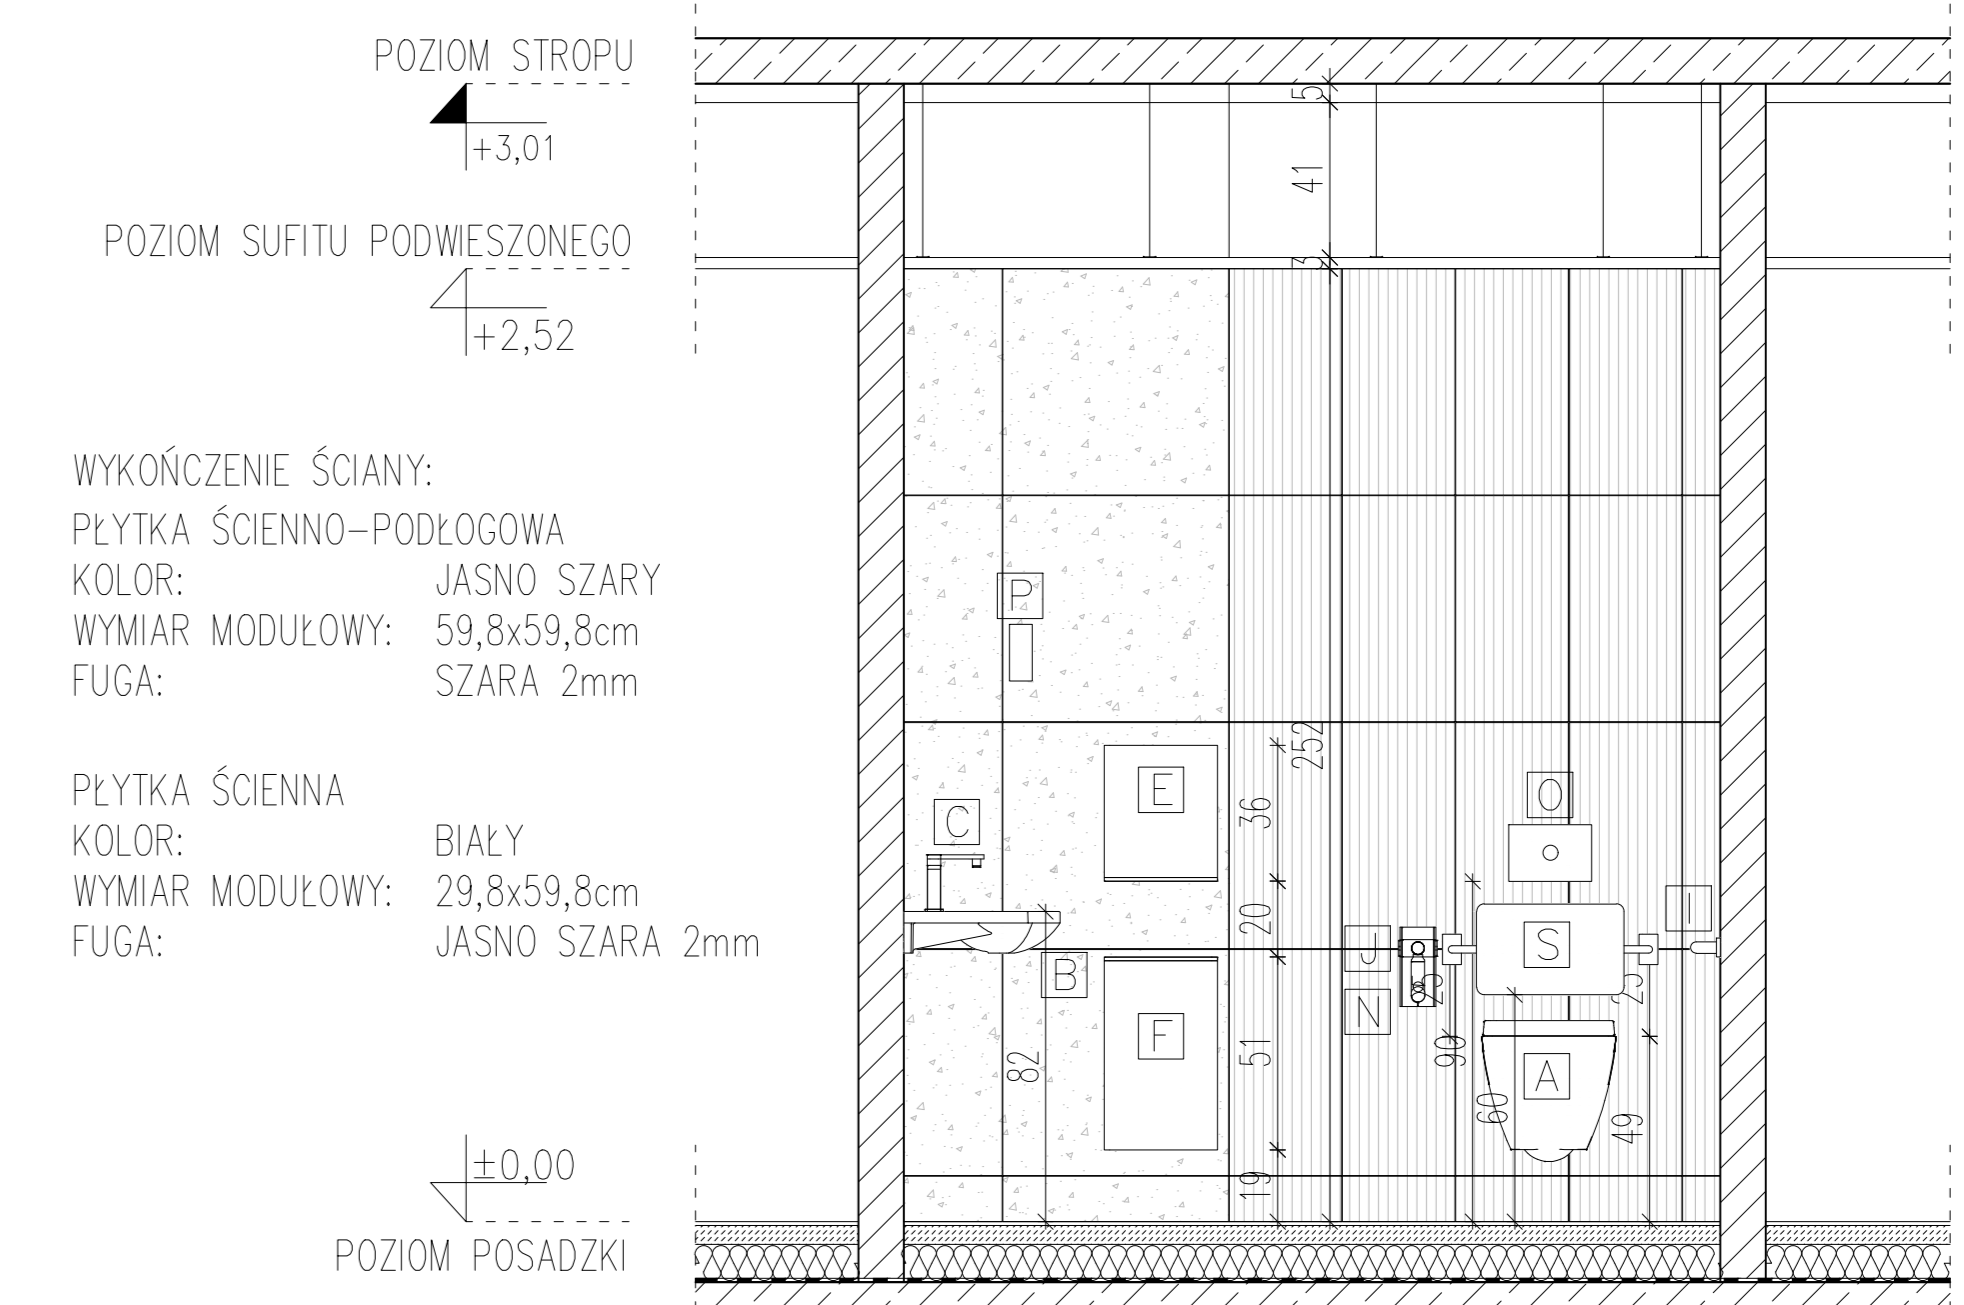 POZIOM STROPU
+3,01
POZIOM SUFITU PODWIESZONEGO
+2,52
WYKOŃCZENIE ŚCIANY:
PŁYTKA ŚCIENNO-PODŁOGOWA
KOLOR: JASNO SZARY
WYMIAR MODUŁOWY: 59,8x59,8cm
FUGA: SZARA 2mm
PŁYTKA ŚCIENNA
KOLOR: BIAŁY
WYMIAR MODUŁOWY: 29,8x59,8cm
FUGA: JASNO SZARA 2mm
±0,00
POZIOM POSADZKI
5
41
3
P
252
E
36
O
C
20
I
J
S
B
25
25
N
F
51
82
90
A
60
49
19